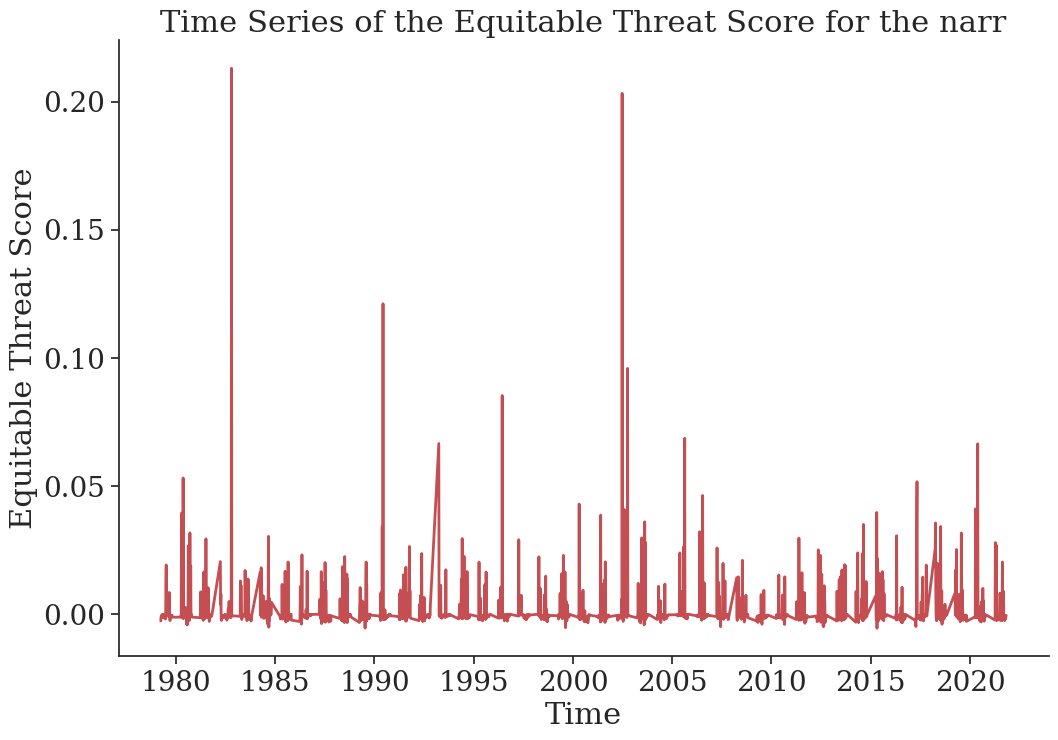 Time Series of the Equitable Threat Score for the narr
Equitable Threat Score
0.20
0.15
0.10
0.05
0.00
1980 1985 1990 1995 2000 2005 2010 2015 2020
Time